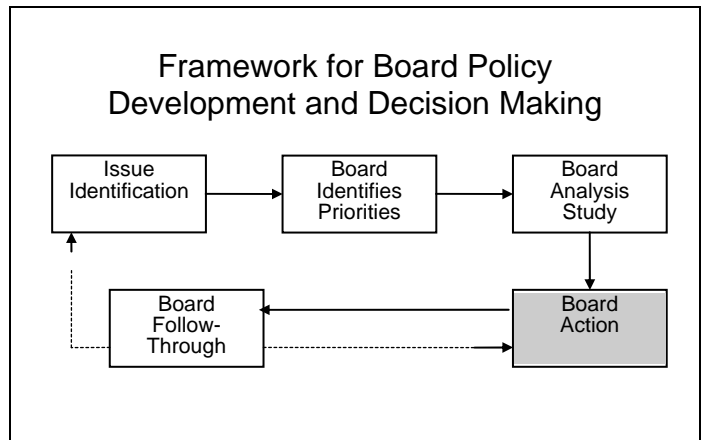 Framework for Board Policy
Development and Decision Making
Issue
Identification
Board
Identifies
Priorities
Board
Analysis
Study
Board
Follow-
Through
Board
Action